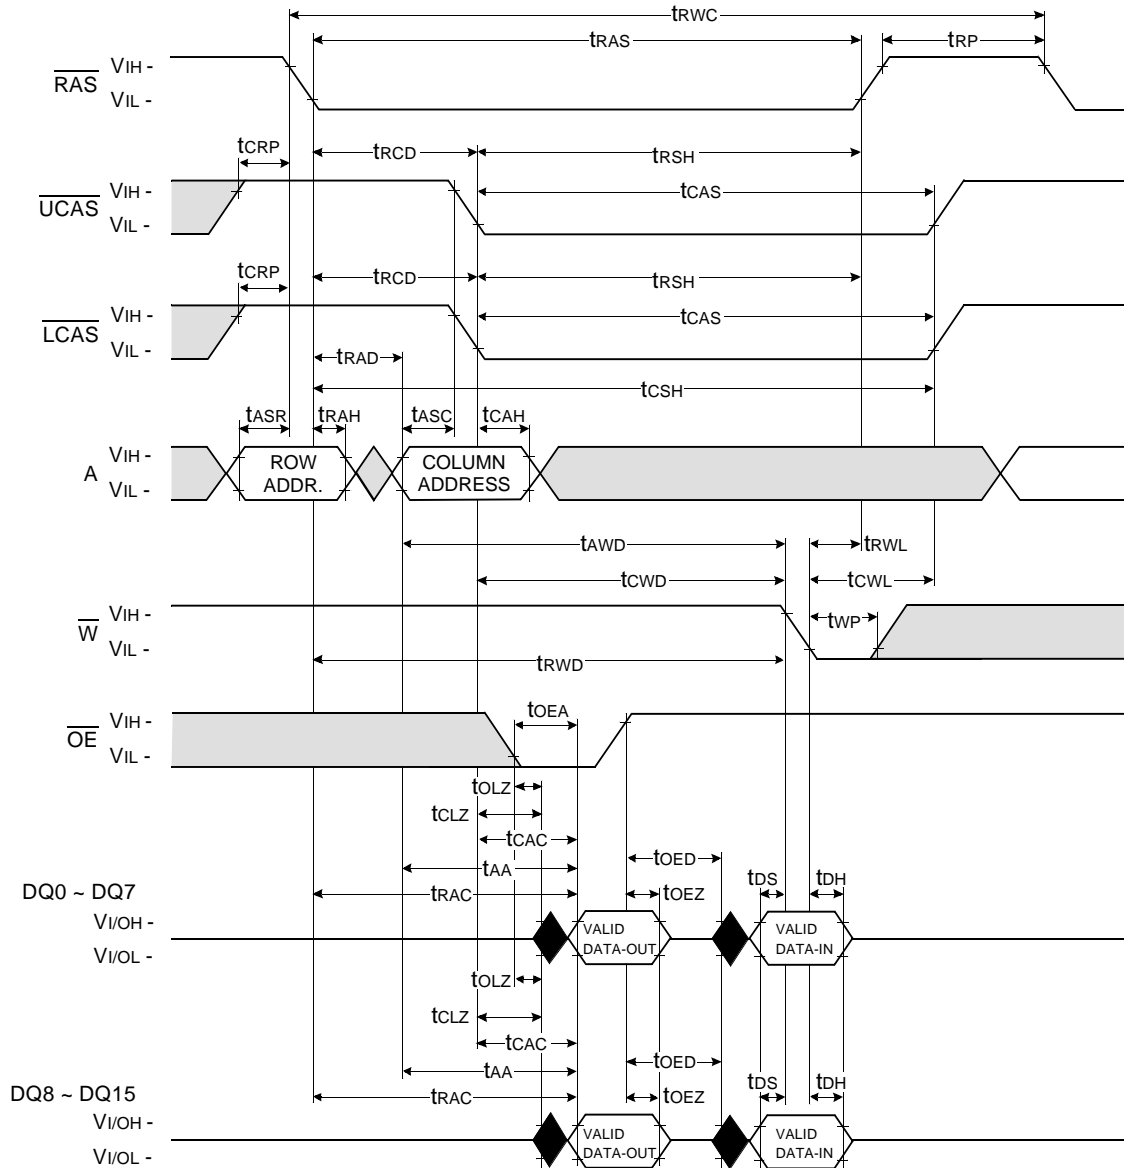 tRWC
tRAS tRP
RAS VIH -
VIL -
tCRP tRCD tRSH
UCAS VIH - tCAS
VIL -
tCRP tRCD tRSH
LCAS VIH - tCAS
VIL -
tRAD
tCSH
tASR tRAH tASC tCAH
A VIH -
VIL -
ROW
ADDR.
COLUMN
ADDRESS
tAWD tRWL
tCWD tCWL
W VIH -
VIL -
tWP
tRWD
OE VIH -
VIL -
tOEA
tOLZ
tCLZ
tCAC tOED
tAA tDS tDH
DQ0 ~ DQ7 tRAC tOEZ
VI/OH -
VI/OL -
VALID
DATA-OUT
VALID
DATA-IN
tOLZ
tCLZ
tCAC tOED
tAA tDS tDH
DQ8 ~ DQ15 tRAC tOEZ
VI/OH -
VI/OL -
VALID
DATA-OUT
VALID
DATA-IN